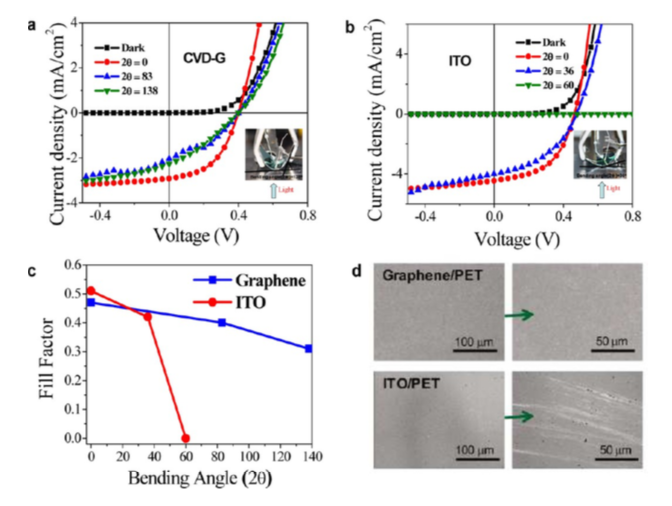 a
CVD-G
Dark
2θ = 0
2θ = 83
2θ = 138
Light
Current density (mA/cm²)
4
2
0
-2
-4
-0.4
0.0
0.4
0.8
Voltage (V)
b
ITO
Dark
2θ = 0
2θ = 36
2θ = 60
Light
Current density (mA/cm²)
4
0
-4
-0.4
0.0
0.4
0.8
Voltage (V)
c
Graphene
ITO
Fill Factor
0.6
0.5
0.4
0.3
0.2
0.1
0.0
0
20
40
60
80
100
120
140
Bending Angle (2θ)
d
Graphene/PET
100 μm
50 μm
ITO/PET
100 μm
50 μm